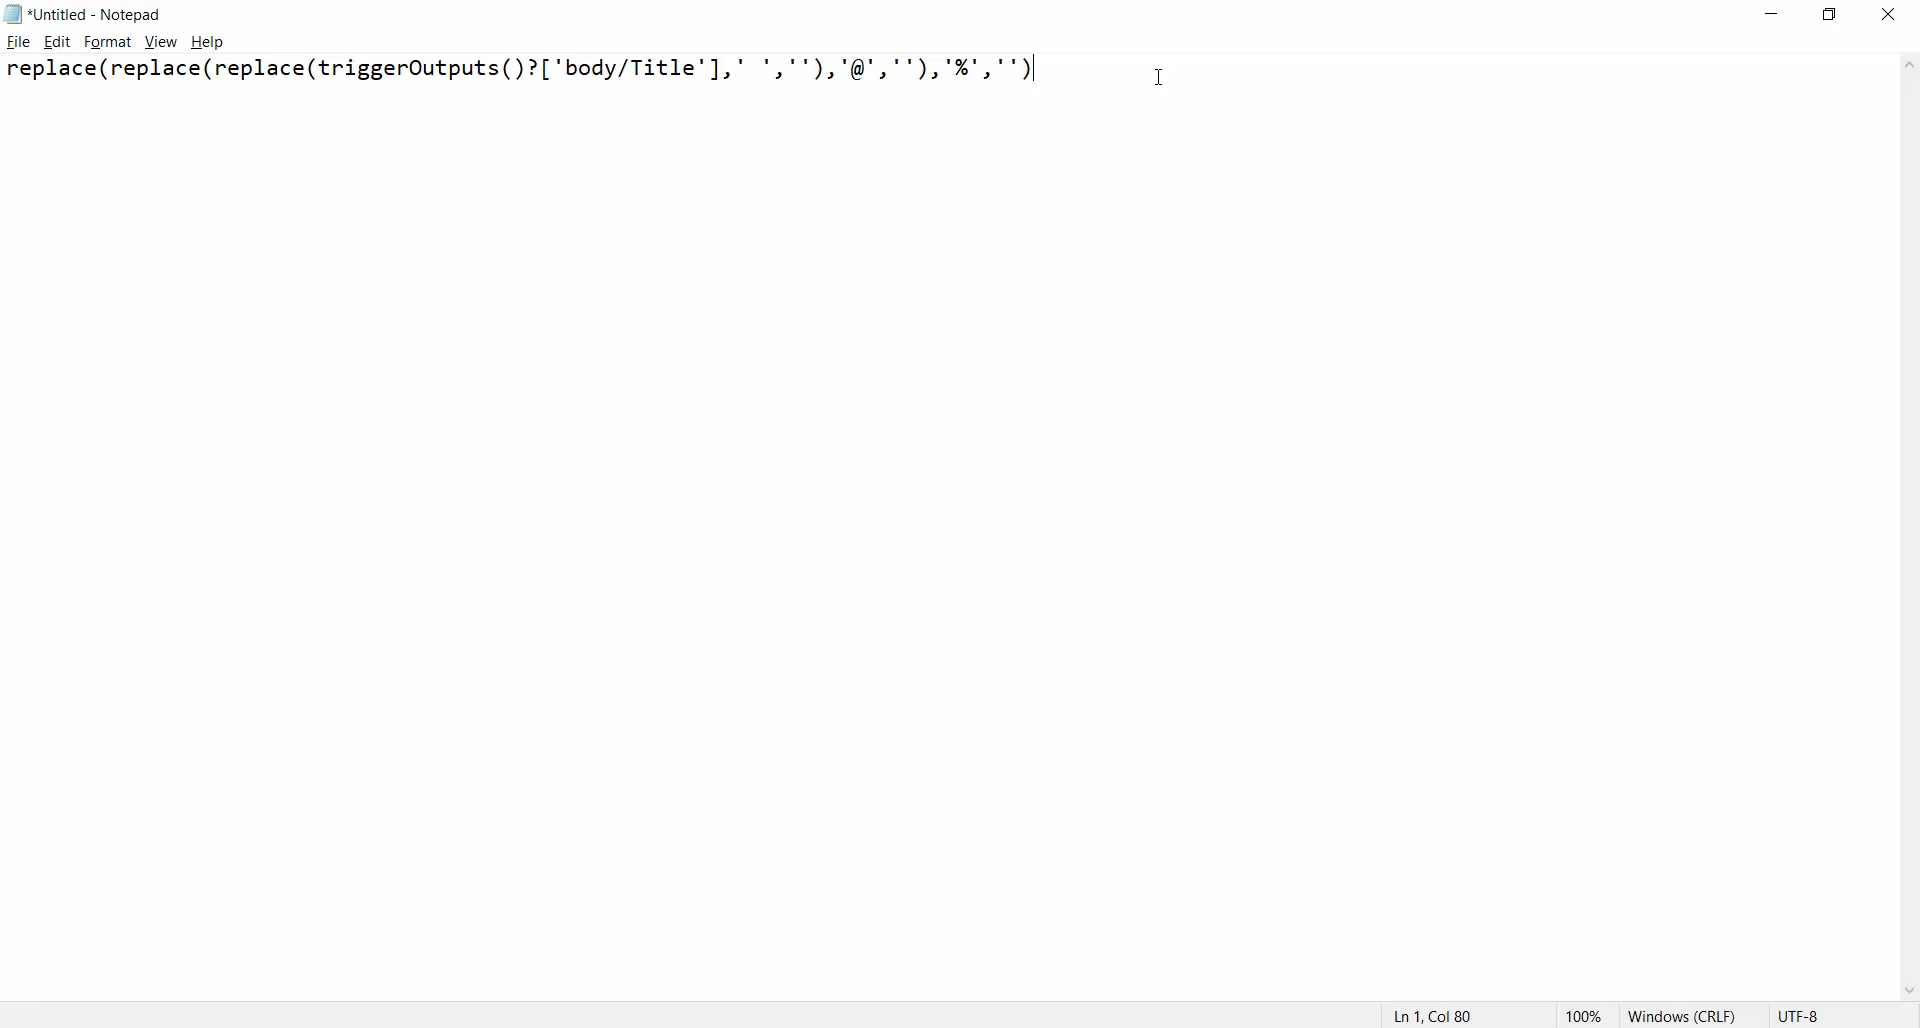 *Untitled - Notepad
File Edit Format View Help
replace(replace(replace(triggerOutputs()?['body/Title'],' ',''),'@',''),'%','')
Ln 1, Col 80 100% Windows (CRLF) UTF-8